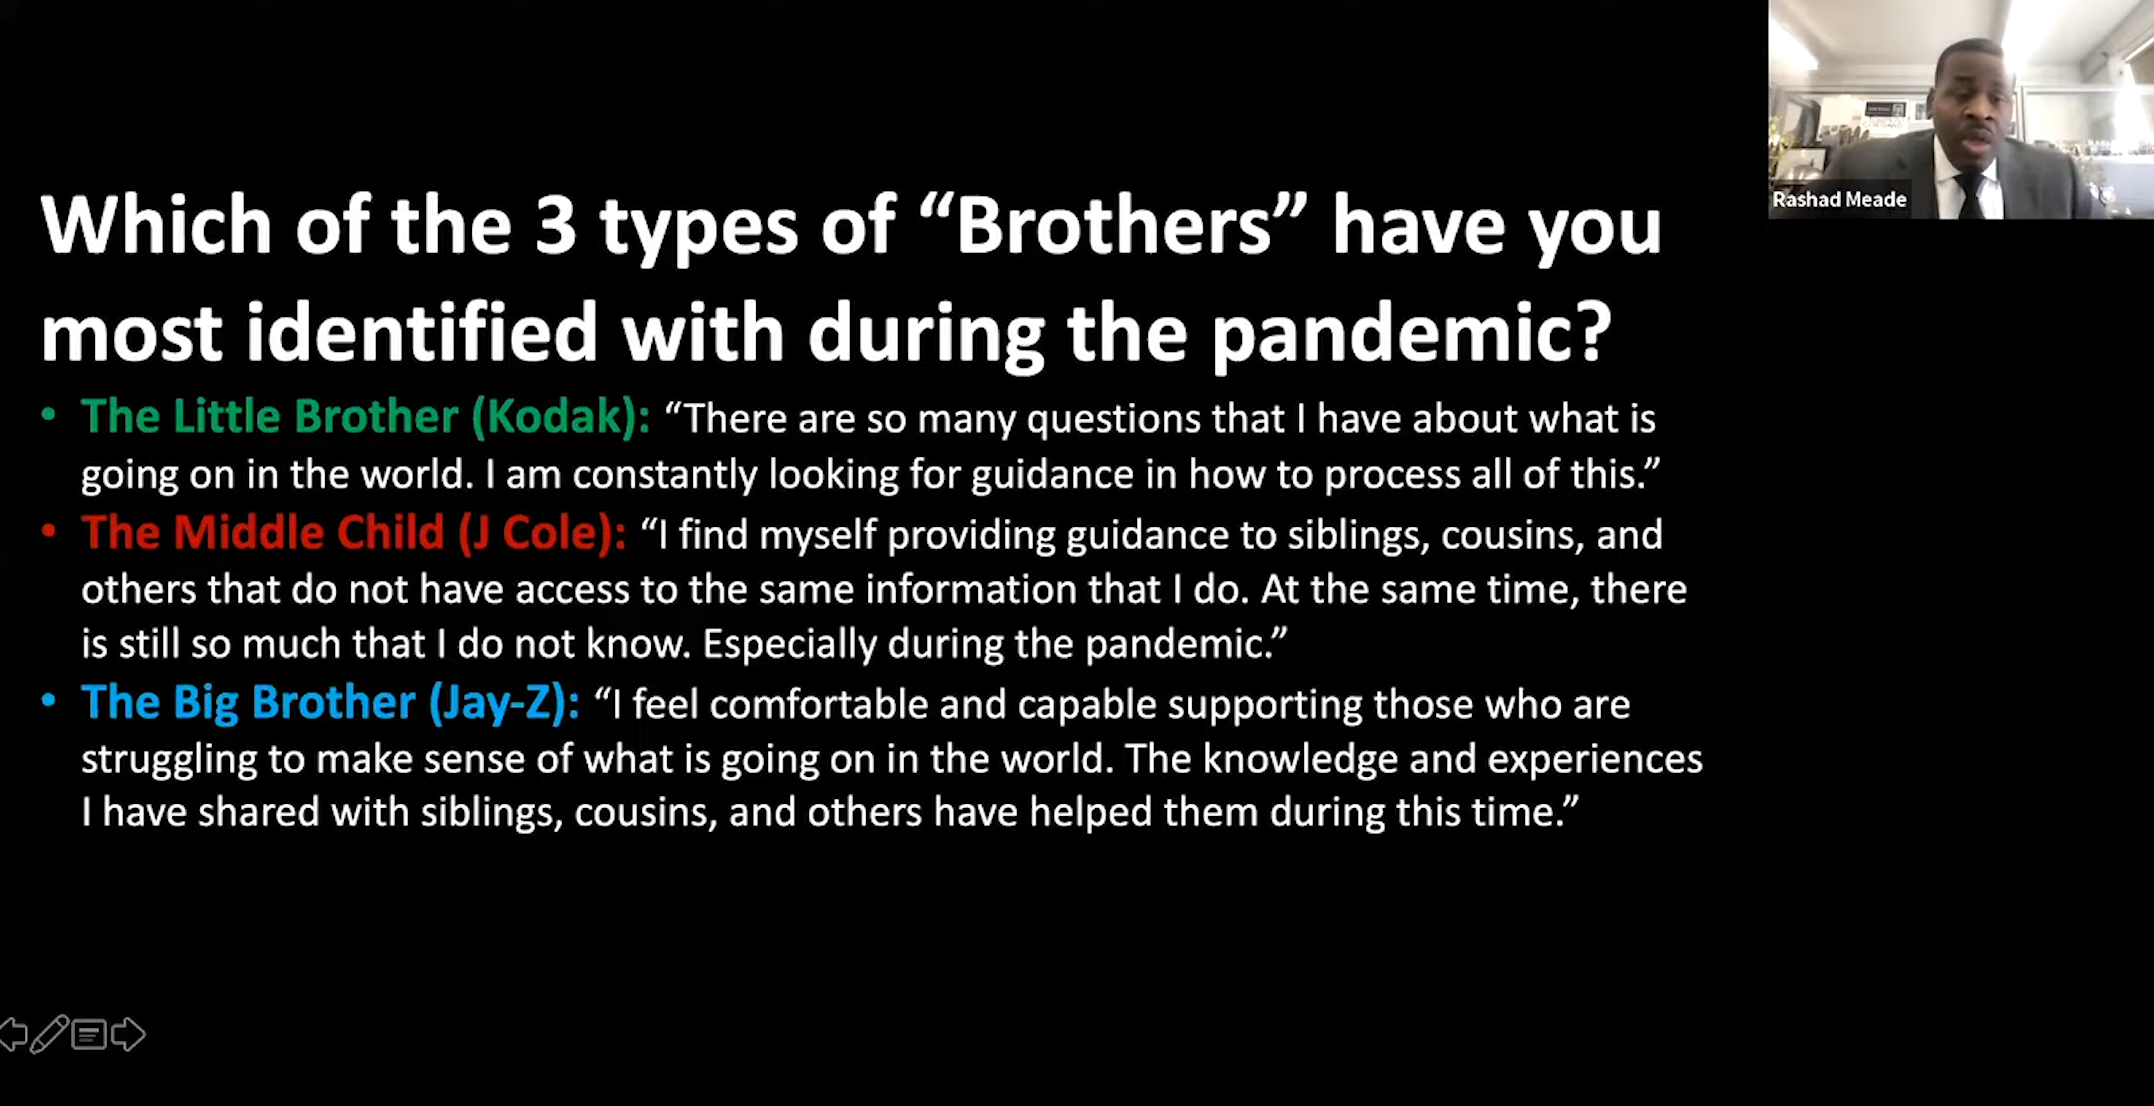 Which of the 3 types of “Brothers” have you
most identified with during the pandemic?
• The Little Brother (Kodak): “There are so many questions that I have about what is
going on in the world. I am constantly looking for guidance in how to process all of this.”
• The Middle Child (J Cole): “I find myself providing guidance to siblings, cousins, and
others that do not have access to the same information that I do. At the same time, there
is still so much that I do not know. Especially during the pandemic.”
• The Big Brother (Jay-Z): “I feel comfortable and capable supporting those who are
struggling to make sense of what is going on in the world. The knowledge and experiences
I have shared with siblings, cousins, and others have helped them during this time.”
Rashad Meade